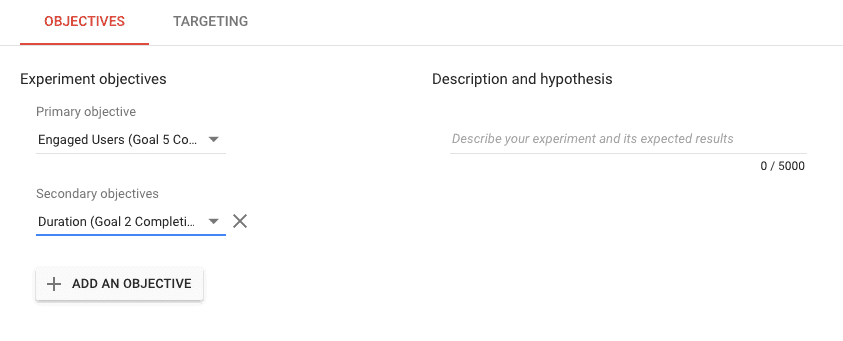 OBJECTIVES
TARGETING
Experiment objectives
Primary objective
Engaged Users (Goal 5 Co...
Secondary objectives
Duration (Goal 2 Completi...
ADD AN OBJECTIVE
Description and hypothesis
Describe your experiment and its expected results
0 / 5000